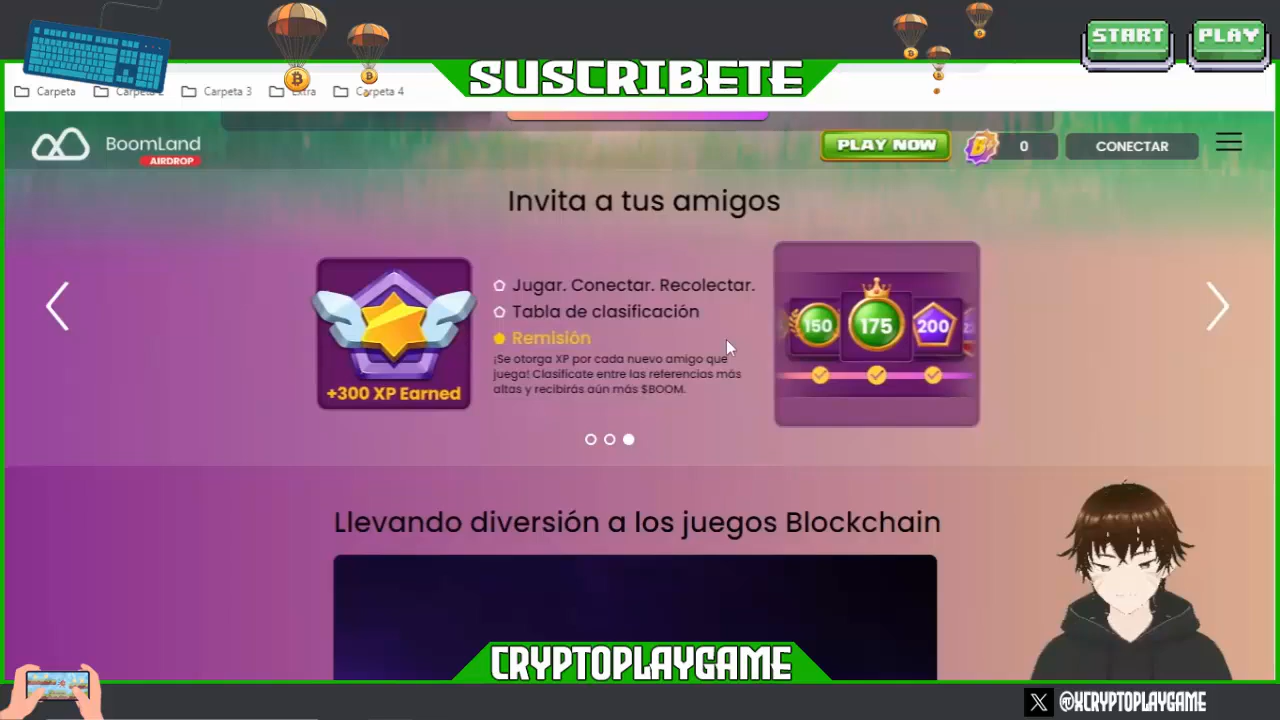 START
PLAY
SUSCRIBETE
Carpeta
Carpeta 2
Carpeta 3
Extra
Carpeta 4
BoomLand
AIRDROP
PLAY NOW
0
CONECTAR
Invita a tus amigos
Jugar. Conectar. Recolectar.
Tabla de clasificación
Remisión
¡Se otorga XP por cada nuevo amigo que
juega! Clasifícate entre las referencias más
altas y recibirás aún más $BOOM.
+300 XP Earned
150
175
200
Llevando diversión a los juegos Blockchain
CRYPTOPLAYGAME
@XCRYPTOPLAYGAME